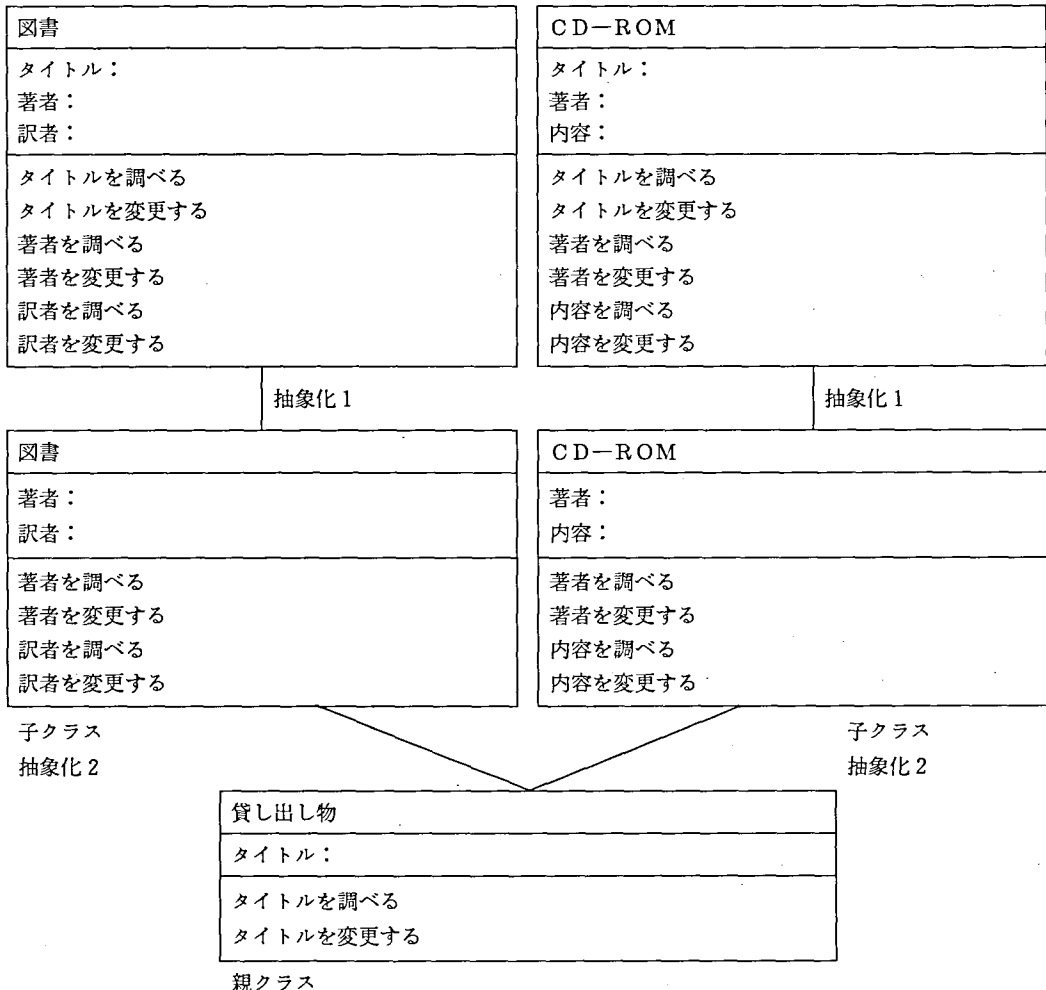 図書
タイトル：
著者：
訳者：
タイトルを調べる
タイトルを変更する
著者を調べる
著者を変更する
訳者を調べる
訳者を変更する
CD－ROM
タイトル：
著者：
内容：
タイトルを調べる
タイトルを変更する
著者を調べる
著者を変更する
内容を調べる
内容を変更する
抽象化1
抽象化1
図書
著者：
訳者：
著者を調べる
著者を変更する
訳者を調べる
訳者を変更する
子クラス
抽象化2
CD－ROM
著者：
内容：
著者を調べる
著者を変更する
内容を調べる
内容を変更する
子クラス
抽象化2
貸し出し物
タイトル：
タイトルを調べる
タイトルを変更する
親クラス